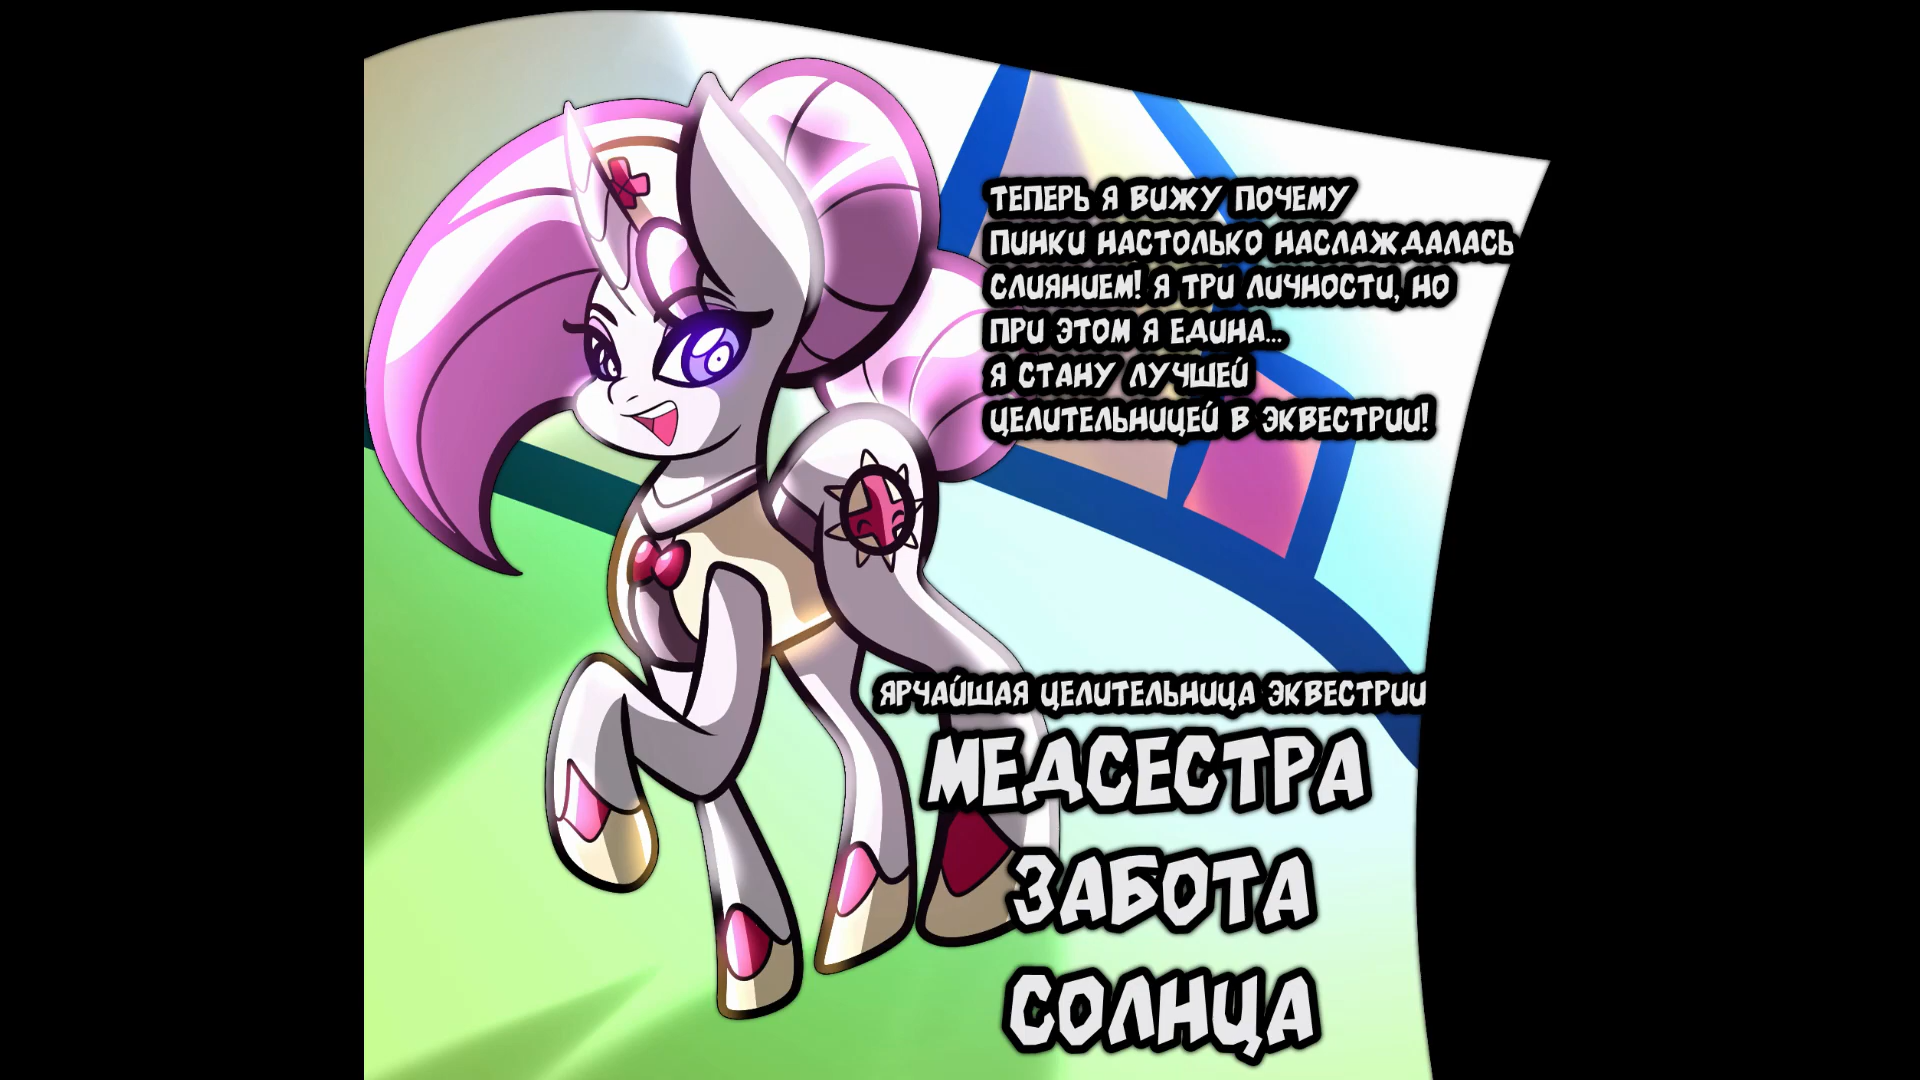 ТЕПЕРЬ Я ВИЖУ ПОЧЕМУ
ПИНКИ НАСТОЛЬКО НАСЛАЖДАЛАСЬ
СЛИЯНИЕМ! Я ТРИ ЛИЧНОСТИ, НО
ПРИ ЭТОМ Я ЕДИНА...
Я СТАНУ ЛУЧШЕЙ
ЦЕЛИТЕЛЬНИЦЕЙ В ЭКВЕСТРИИ!
ЯРЧАЙШАЯ ЦЕЛИТЕЛЬНИЦА ЭКВЕСТРИИ
МЕДСЕСТРА
ЗАБОТА
СОЛНЦА